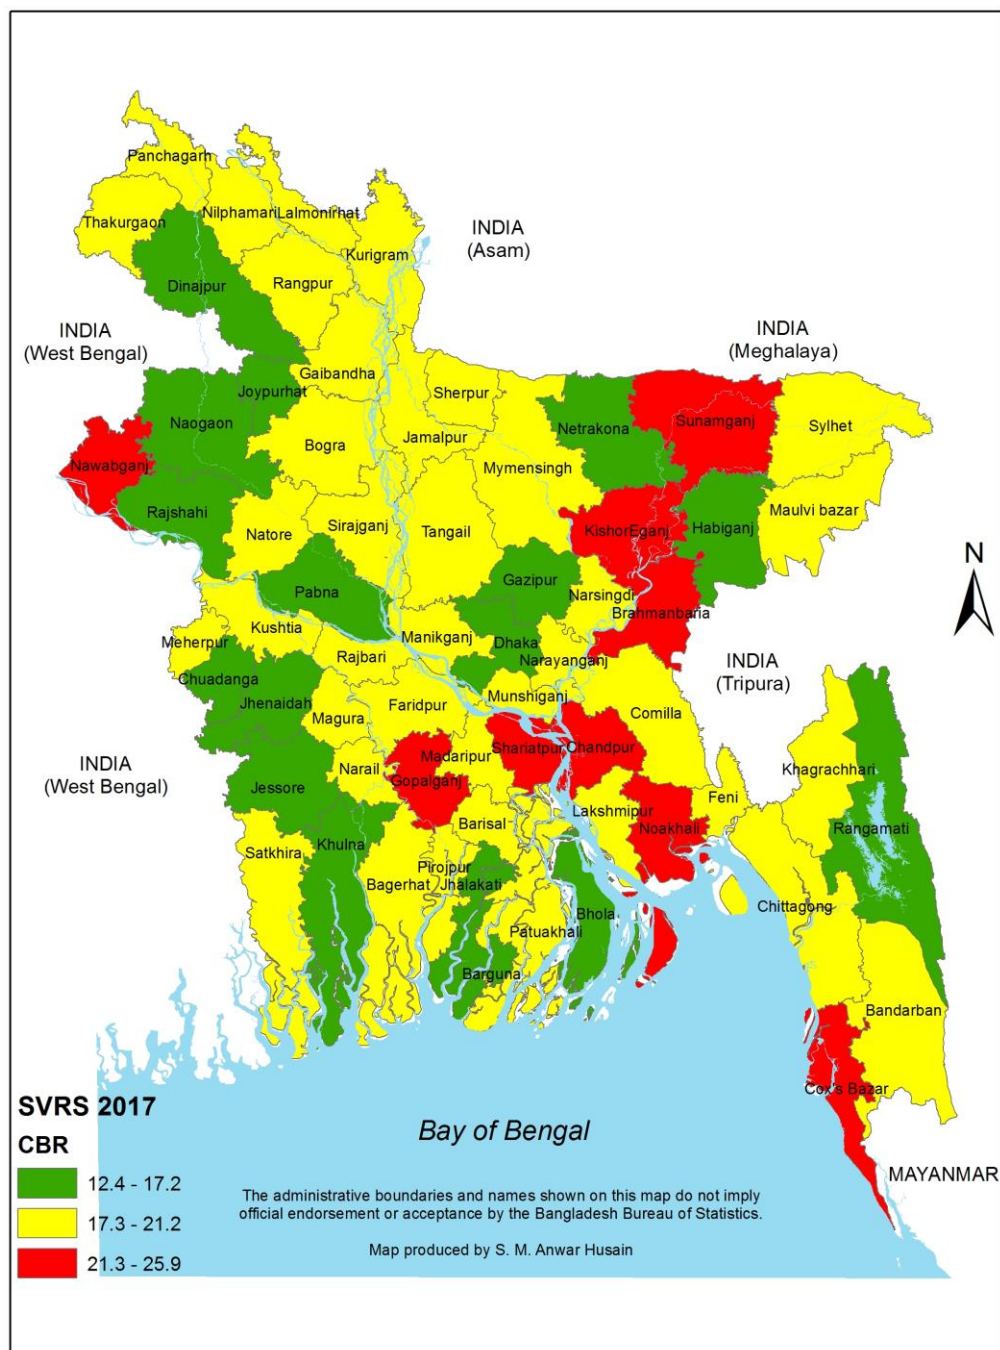 Panchagarh
Thakurgaon
Nilphamari
Lalmonirhat
Kurigram
INDIA
(Asam)
Dinajpur
Rangpur
INDIA
(West Bengal)
INDIA
(Meghalaya)
Gaibandha
Joypurhat
Sherpur
Naogaon
Netrakona
Sunamganj
Sylhet
Bogra
Jamalpur
Nawabganj
Mymensingh
Rajshahi
Maulvi bazar
Natore
Sirajganj
Tangail
KishorEganj
Habiganj
N
Pabna
Gazipur
Narsingdi
Brahmanbaria
Kushtia
Manikganj
Dhaka
Meherpur
Rajbari
Narayanganj
INDIA
(Tripura)
Chuadanga
Jhenaidah
Munshiganj
Magura
Faridpur
Comilla
Madaripur
Shariatpur
Chandpur
INDIA
(West Bengal)
Narail
Gopalganj
Khagrachhari
Jessore
Feni
Lakshmipur
Barisal
Noakhali
Rangamati
Khulna
Satkhira
Pirojpur
Bagerhat
Jhalakati
Bhola
Chittagong
Patuakhali
Barguna
Bandarban
Cox's Bazar
SVRS 2017
CBR
12.4 - 17.2
17.3 - 21.2
21.3 - 25.9
Bay of Bengal
MAYANMAR
The administrative boundaries and names shown on this map do not imply
official endorsement or acceptance by the Bangladesh Bureau of Statistics.
Map produced by S. M. Anwar Husain